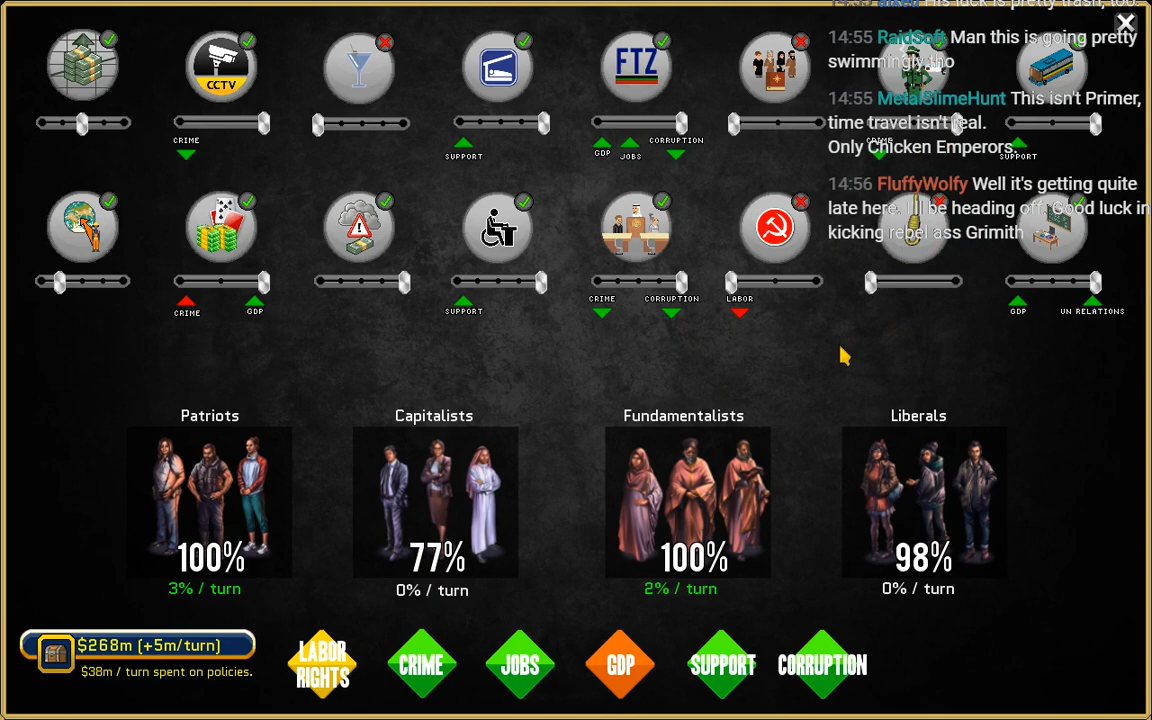 14:55 RaidSoft Man this is going pretty
swimmingly tho
14:55 MetalSlimeHunt This isn't Primer,
time travel isn't real.
Only Chicken Emperors.
14:56 FluffyWolfy Well it's getting quite
late here. I'll be heading off. Good luck in
kicking rebel ass Grimith
CCTV
FTZ
CRIME
SUPPORT
GDP
JOBS
CORRUPTION
CRIME
SUPPORT
CRIME
GDP
SUPPORT
CRIME
CORRUPTION
LABOR
GDP
UN RELATIONS
Patriots
Capitalists
Fundamentalists
Liberals
100%
77%
100%
98%
3% / turn
0% / turn
2% / turn
0% / turn
$268m (+5m/turn)
$38m / turn spent on policies.
LABOR
RIGHTS
CRIME
JOBS
GDP
SUPPORT
CORRUPTION